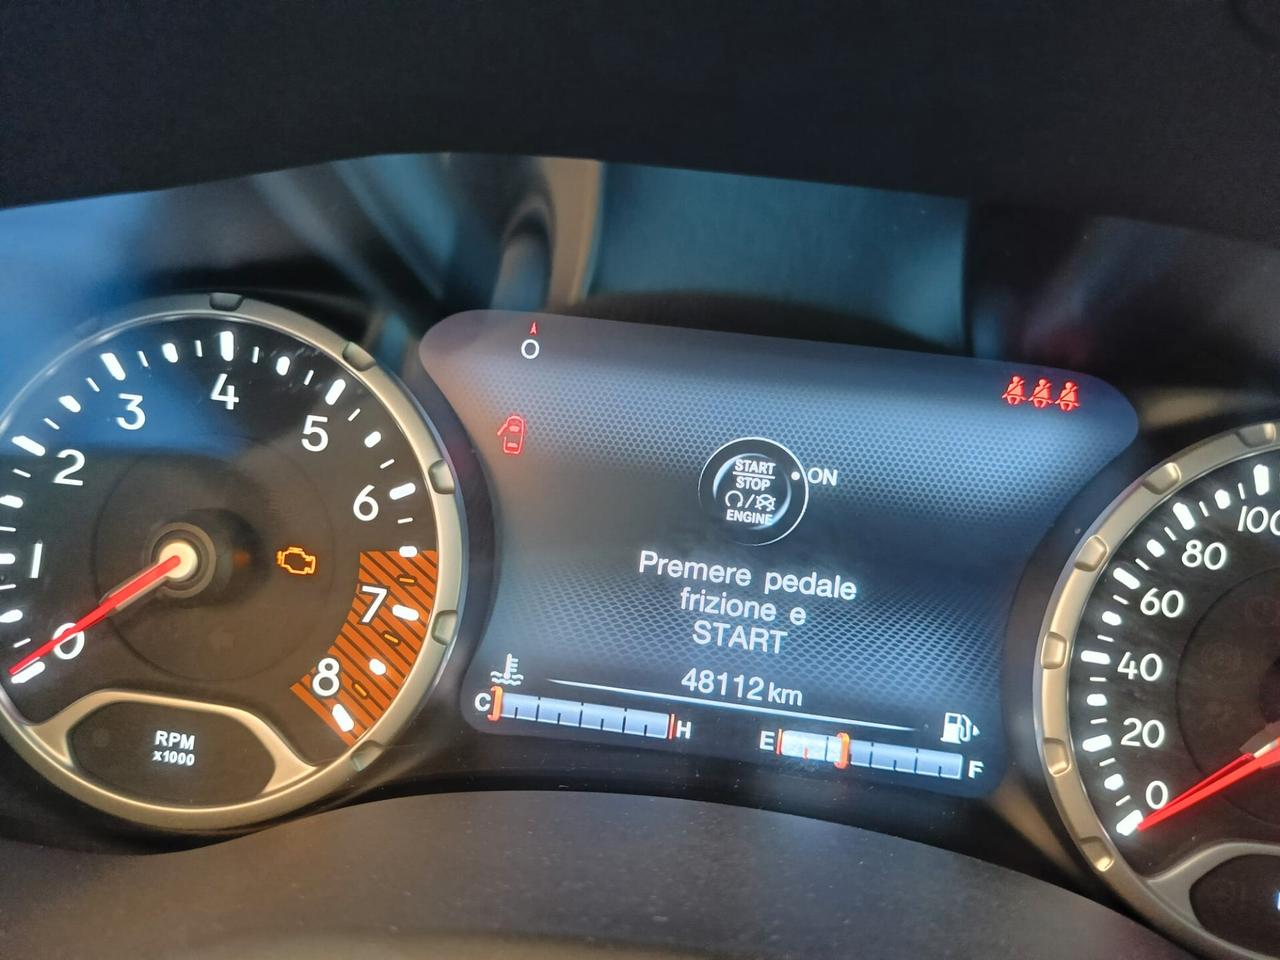 O
START
STOP
ENGINE
ON
Premere pedale
frizione e
START
48112 km
C
H
E
F
0
1
2
3
4
5
6
7
8
RPM
x1000
0
20
40
60
80
100